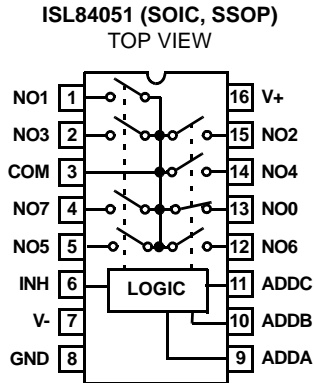 ISL84051 (SOIC, SSOP)
TOP VIEW
NO1 1 16 V+
NO3 2 15 NO2
COM 3 14 NO4
NO7 4 13 NO0
NO5 5 12 NO6
INH 6 LOGIC 11 ADDC
V- 7 10 ADDB
GND 8 9 ADDA